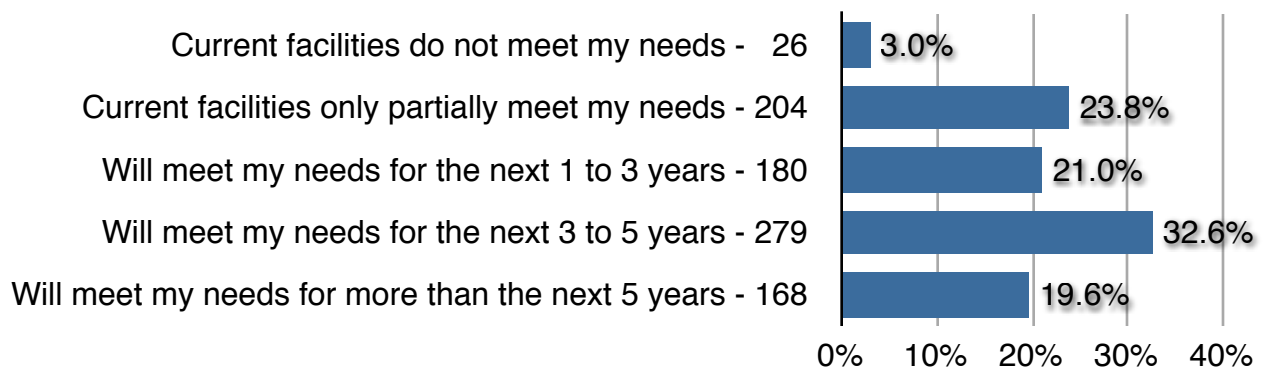 Current facilities do not meet my needs - 26 3.0%
Current facilities only partially meet my needs - 204 23.8%
Will meet my needs for the next 1 to 3 years - 180 21.0%
Will meet my needs for the next 3 to 5 years - 279 32.6%
Will meet my needs for more than the next 5 years - 168 19.6%
0% 10% 20% 30% 40%